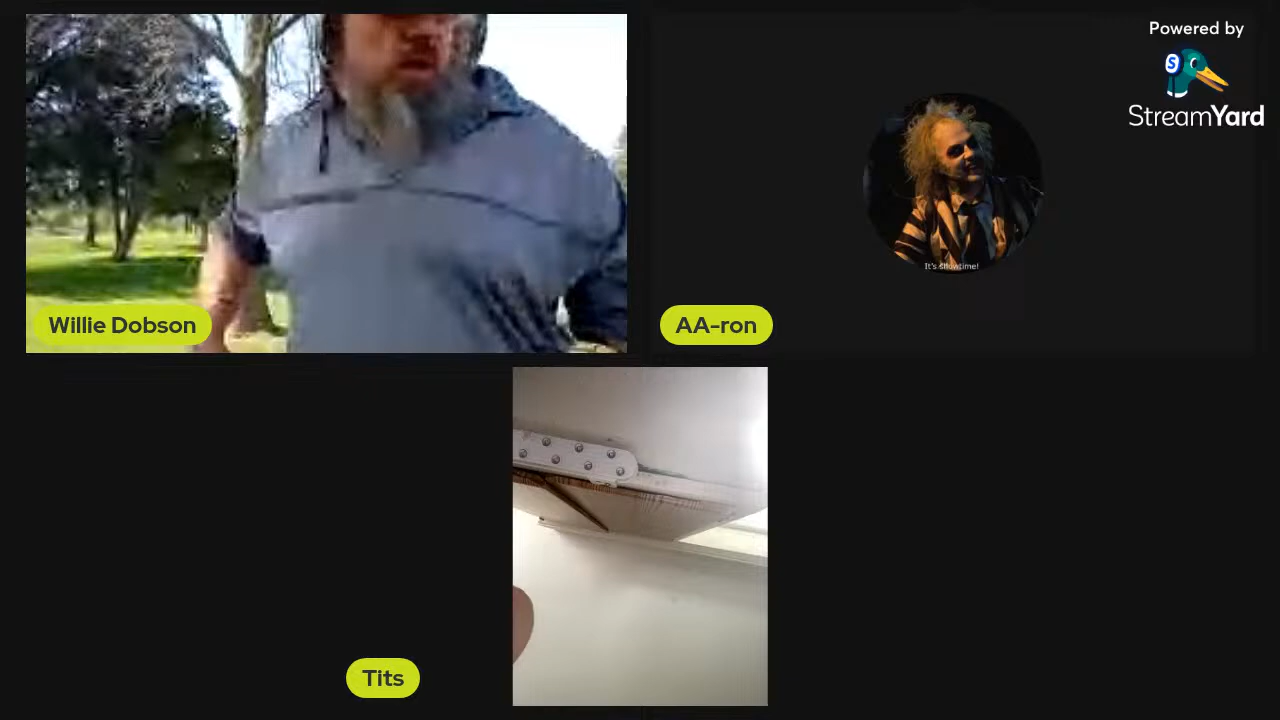 Powered by
S
StreamYard
It's showtime!
Willie Dobson
AA-ron
Tits